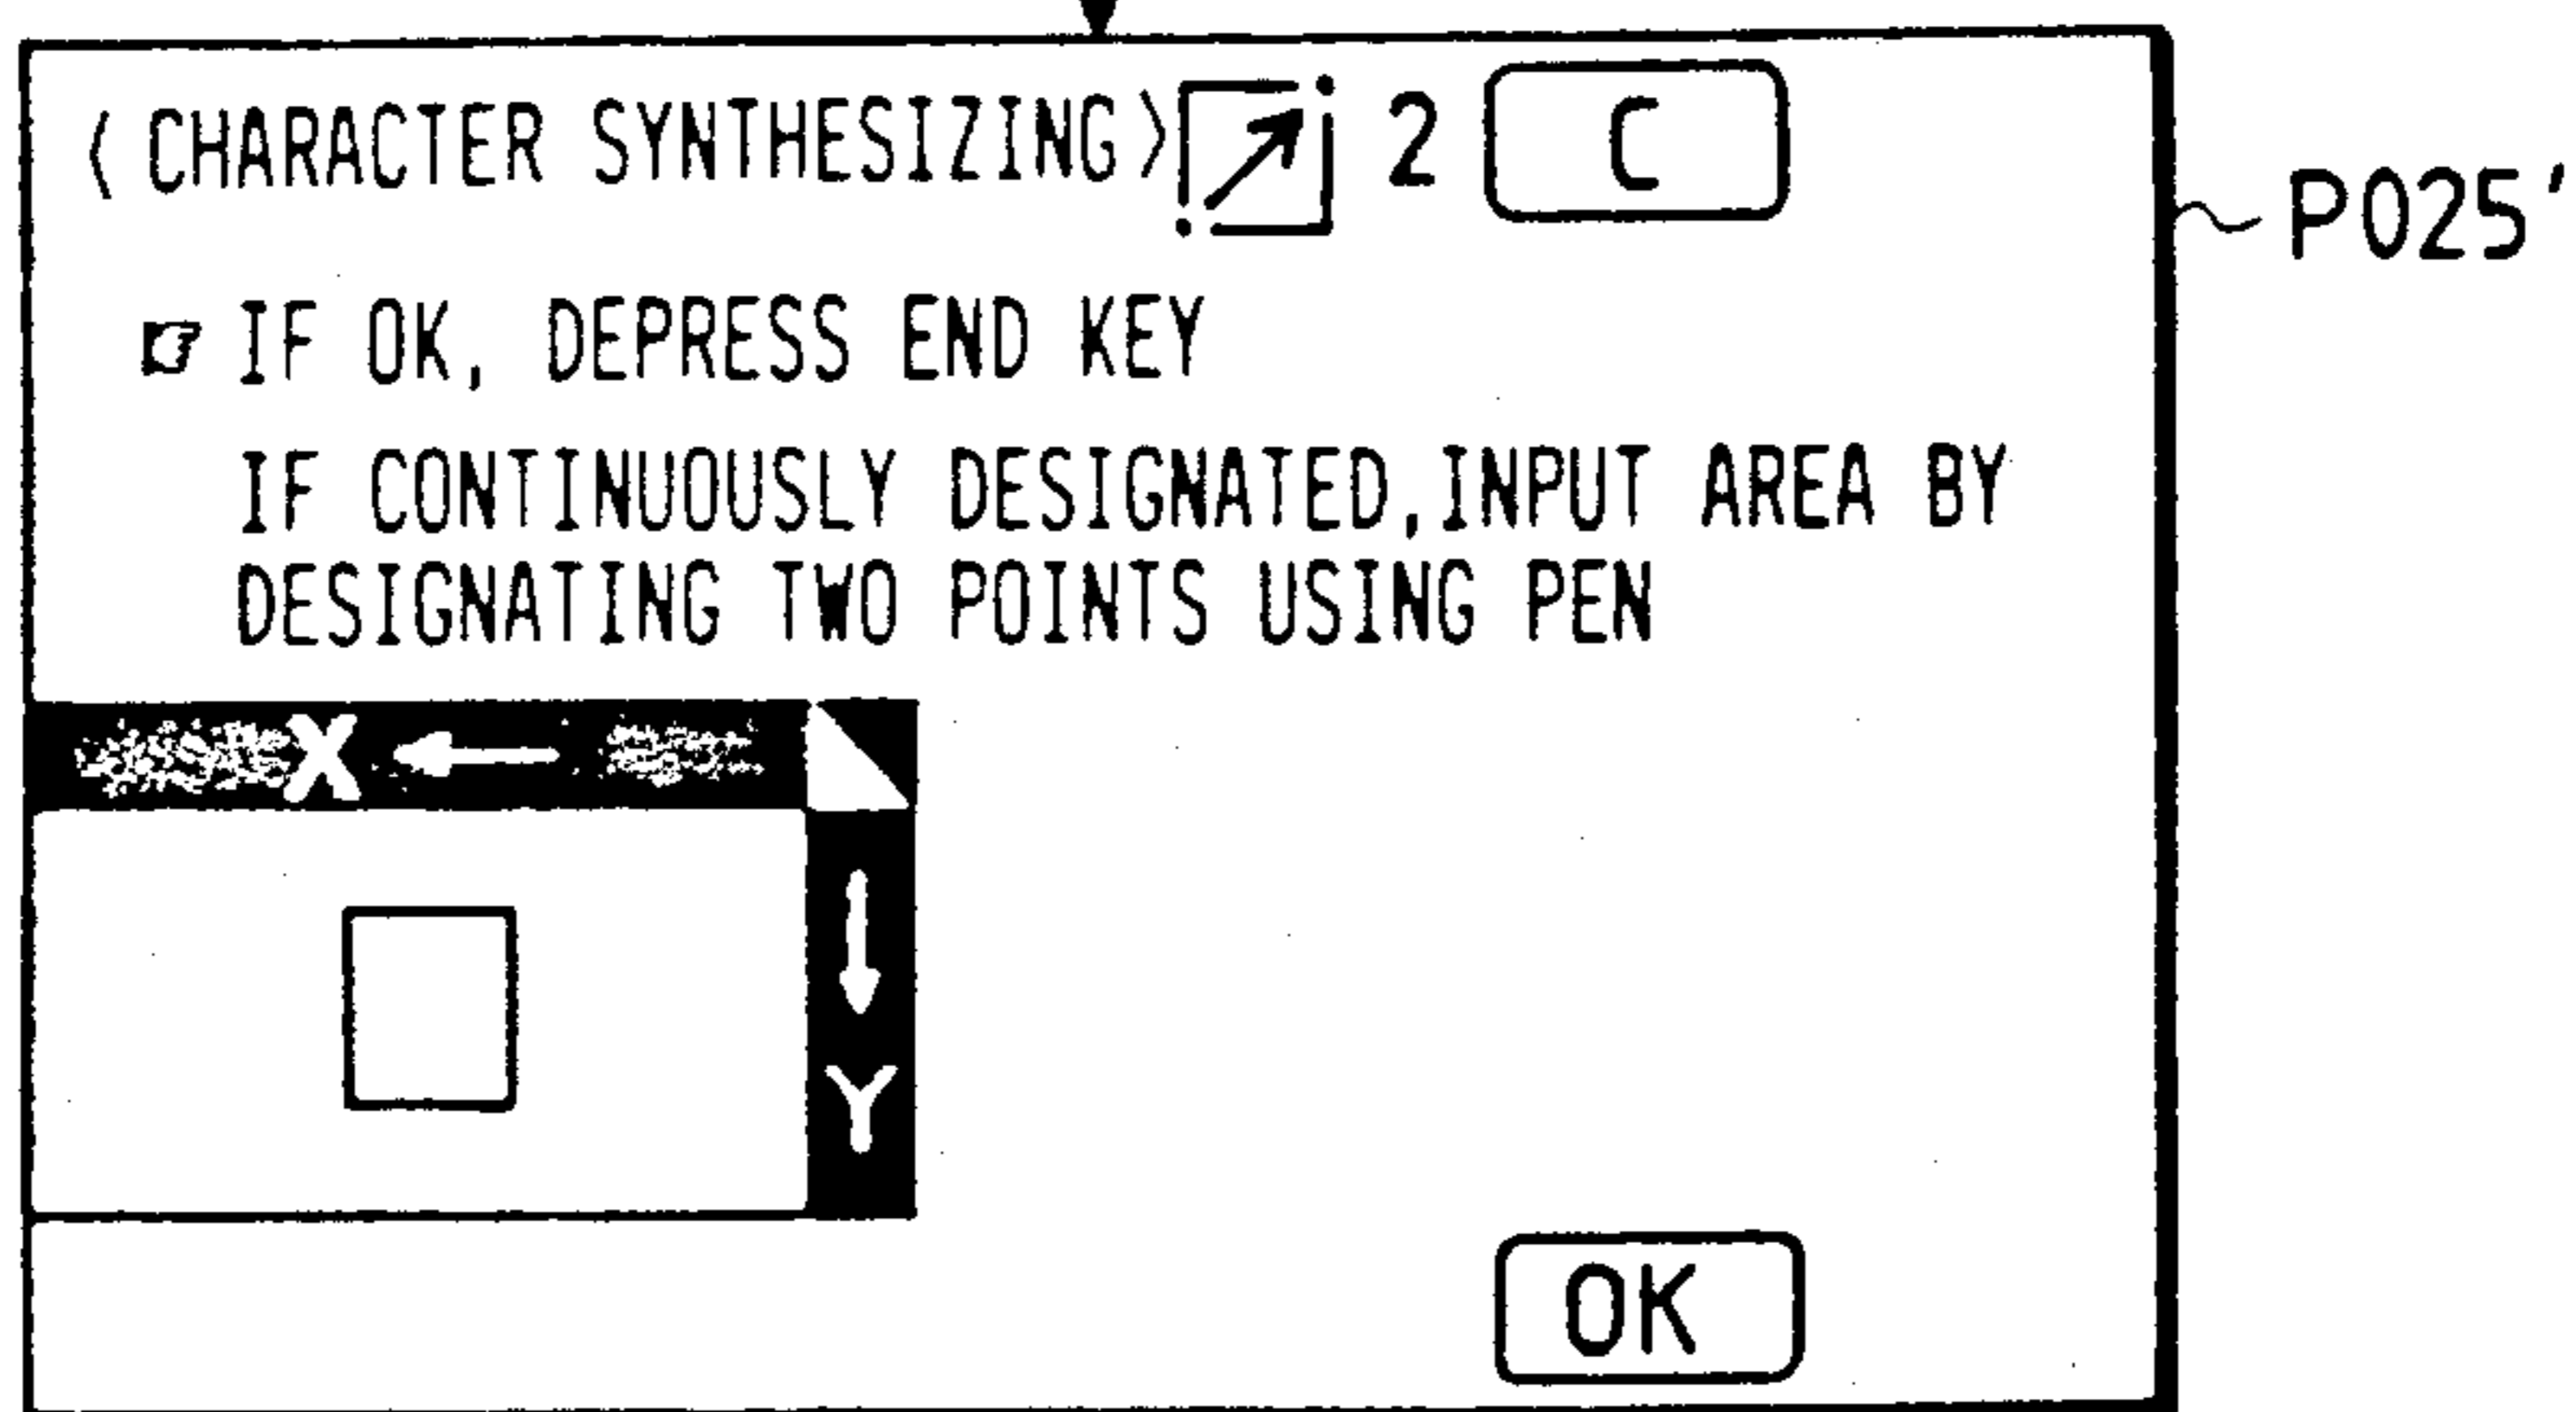 〈 CHARACTER SYNTHESIZING 〉 2 C
P025'
☞ IF OK, DEPRESS END KEY
IF CONTINUOUSLY DESIGNATED,INPUT AREA BY
DESIGNATING TWO POINTS USING PEN
X ←
↓
Y
OK